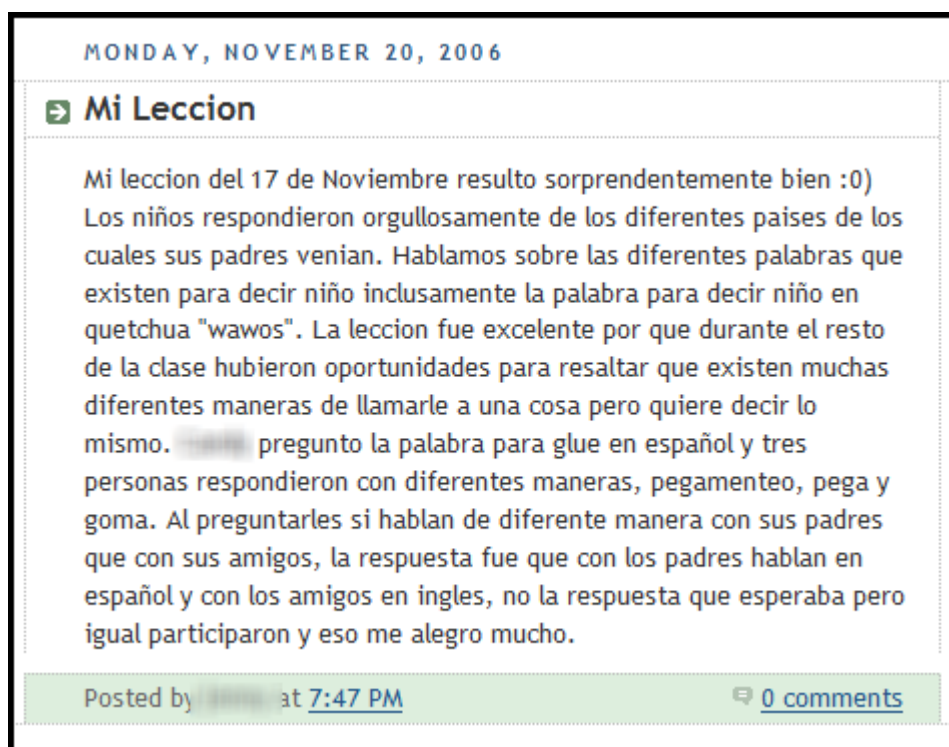 MONDAY, NOVEMBER 20, 2006
Mi Leccion
Mi leccion del 17 de Noviembre resulto sorprendentemente bien :0)
Los niños respondieron orgullosamente de los diferentes paises de los
cuales sus padres venian. Hablamos sobre las diferentes palabras que
existen para decir niño inclusamente la palabra para decir niño en
quetchua "wawos". La leccion fue excelente por que durante el resto
de la clase hubieron oportunidades para resaltar que existen muchas
diferentes maneras de llamarle a una cosa pero quiere decir lo
mismo. pregunto la palabra para glue en español y tres
personas respondieron con diferentes maneras, pegamenteo, pega y
goma. Al preguntarles si hablan de diferente manera con sus padres
que con sus amigos, la respuesta fue que con los padres hablan en
español y con los amigos en ingles, no la respuesta que esperaba pero
igual participaron y eso me alegro mucho.
Posted by at 7:47 PM 0 comments